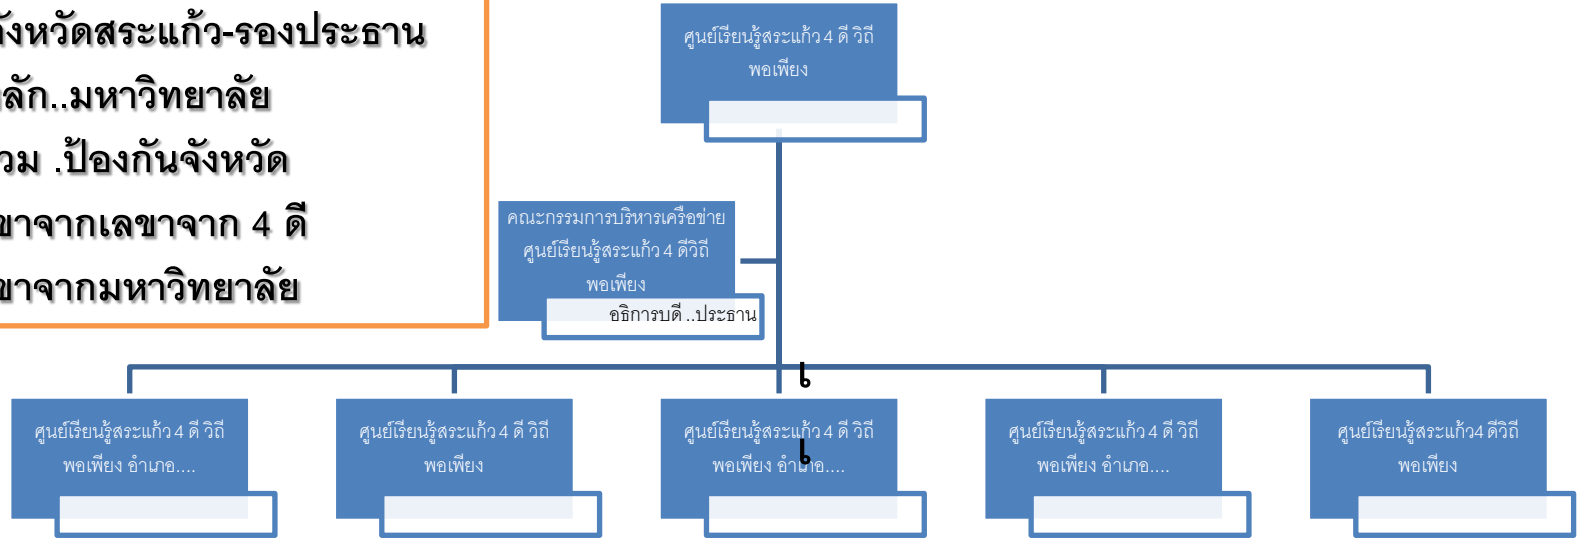 ังหวัดสระแก้ว-รองประธาน
ลัก..มหาวิทยาลัย
วม .ป้องกันจังหวัด
ขาจากเลขาจาก 4 ดี
ขาจากมหาวิทยาลัย
ศูนย์เรียนรู้สระแก้ว 4 ดี วิถี
พอเพียง
คณะกรรมการบริหารเครือข่าย
ศูนย์เรียนรู้สระแก้ว 4 ดีวิถี
พอเพียง
อธิการบดี ..ประธาน
เ
ศูนย์เรียนรู้สระแก้ว 4 ดี วิถี
พอเพียง อำเภอ....
ศูนย์เรียนรู้สระแก้ว 4 ดี วิถี
พอเพียง
ศูนย์เรียนรู้สระแก้ว 4 ดี วิถี
พอเพียง อำเภอ....
เ
ศูนย์เรียนรู้สระแก้ว 4 ดี วิถี
พอเพียง อำเภอ....
ศูนย์เรียนรู้สระแก้ว4 ดีวิถี
พอเพียง